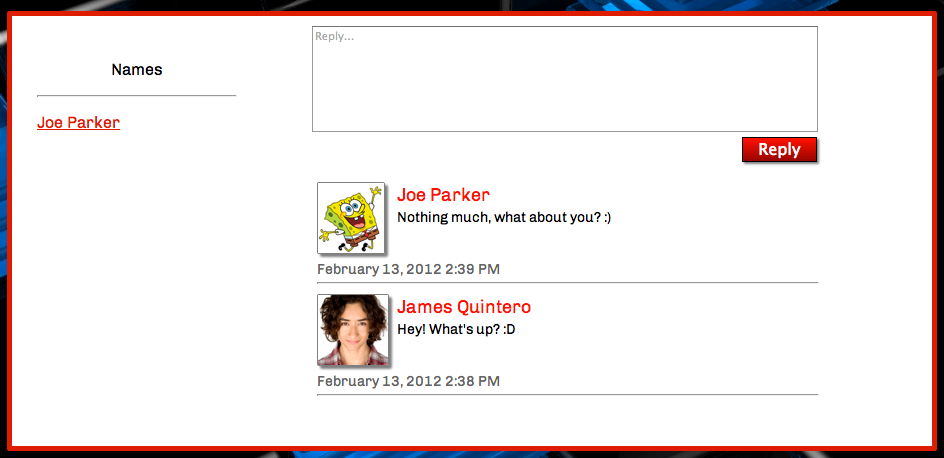 Names
Joe Parker
Reply...
Reply
Joe Parker
Nothing much, what about you? :)
February 13, 2012 2:39 PM
James Quintero
Hey! What's up? :D
February 13, 2012 2:38 PM